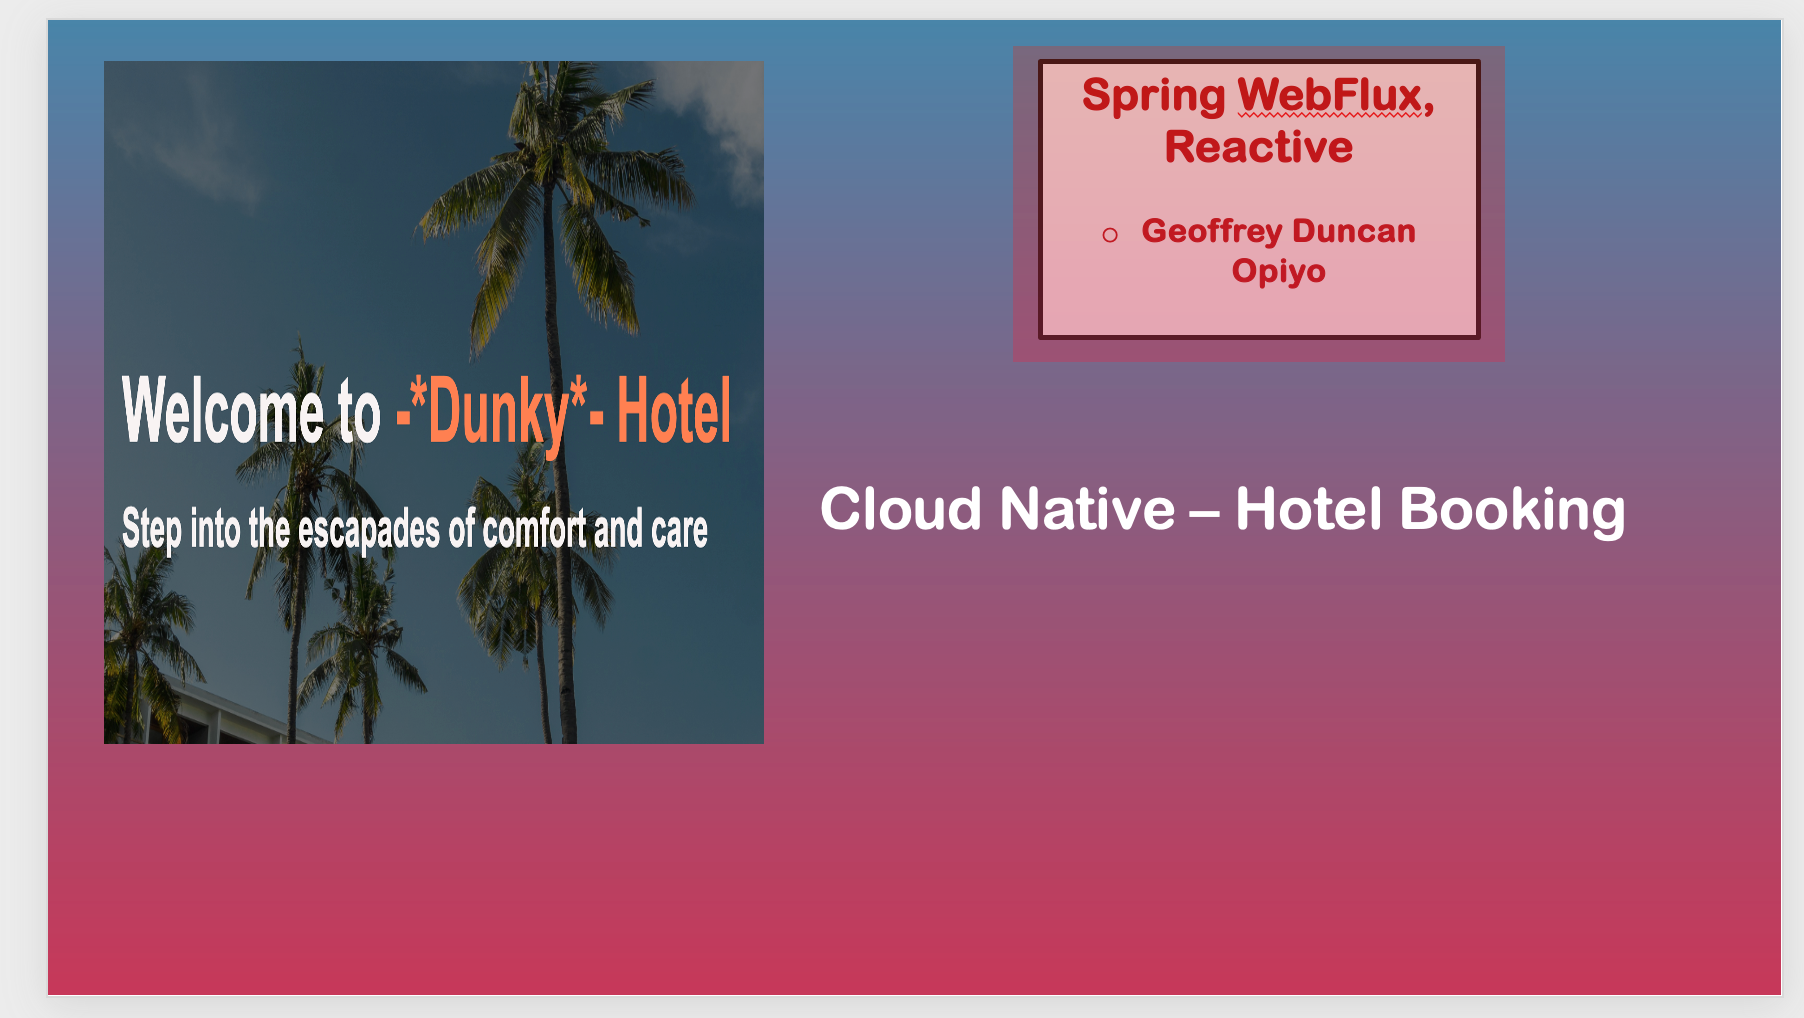 Welcome to -*Dunky*- Hotel
Step into the escapades of comfort and care
Spring WebFlux,
Reactive
Geoffrey Duncan
Opiyo
Cloud Native – Hotel Booking